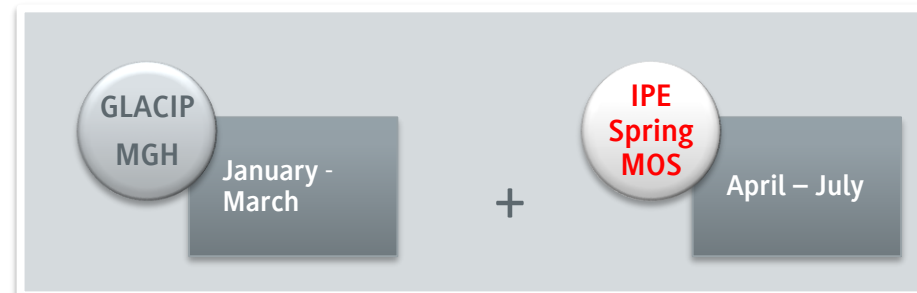 GLACIP
MGH
January -
March
+
IPE
Spring
MOS
April – July